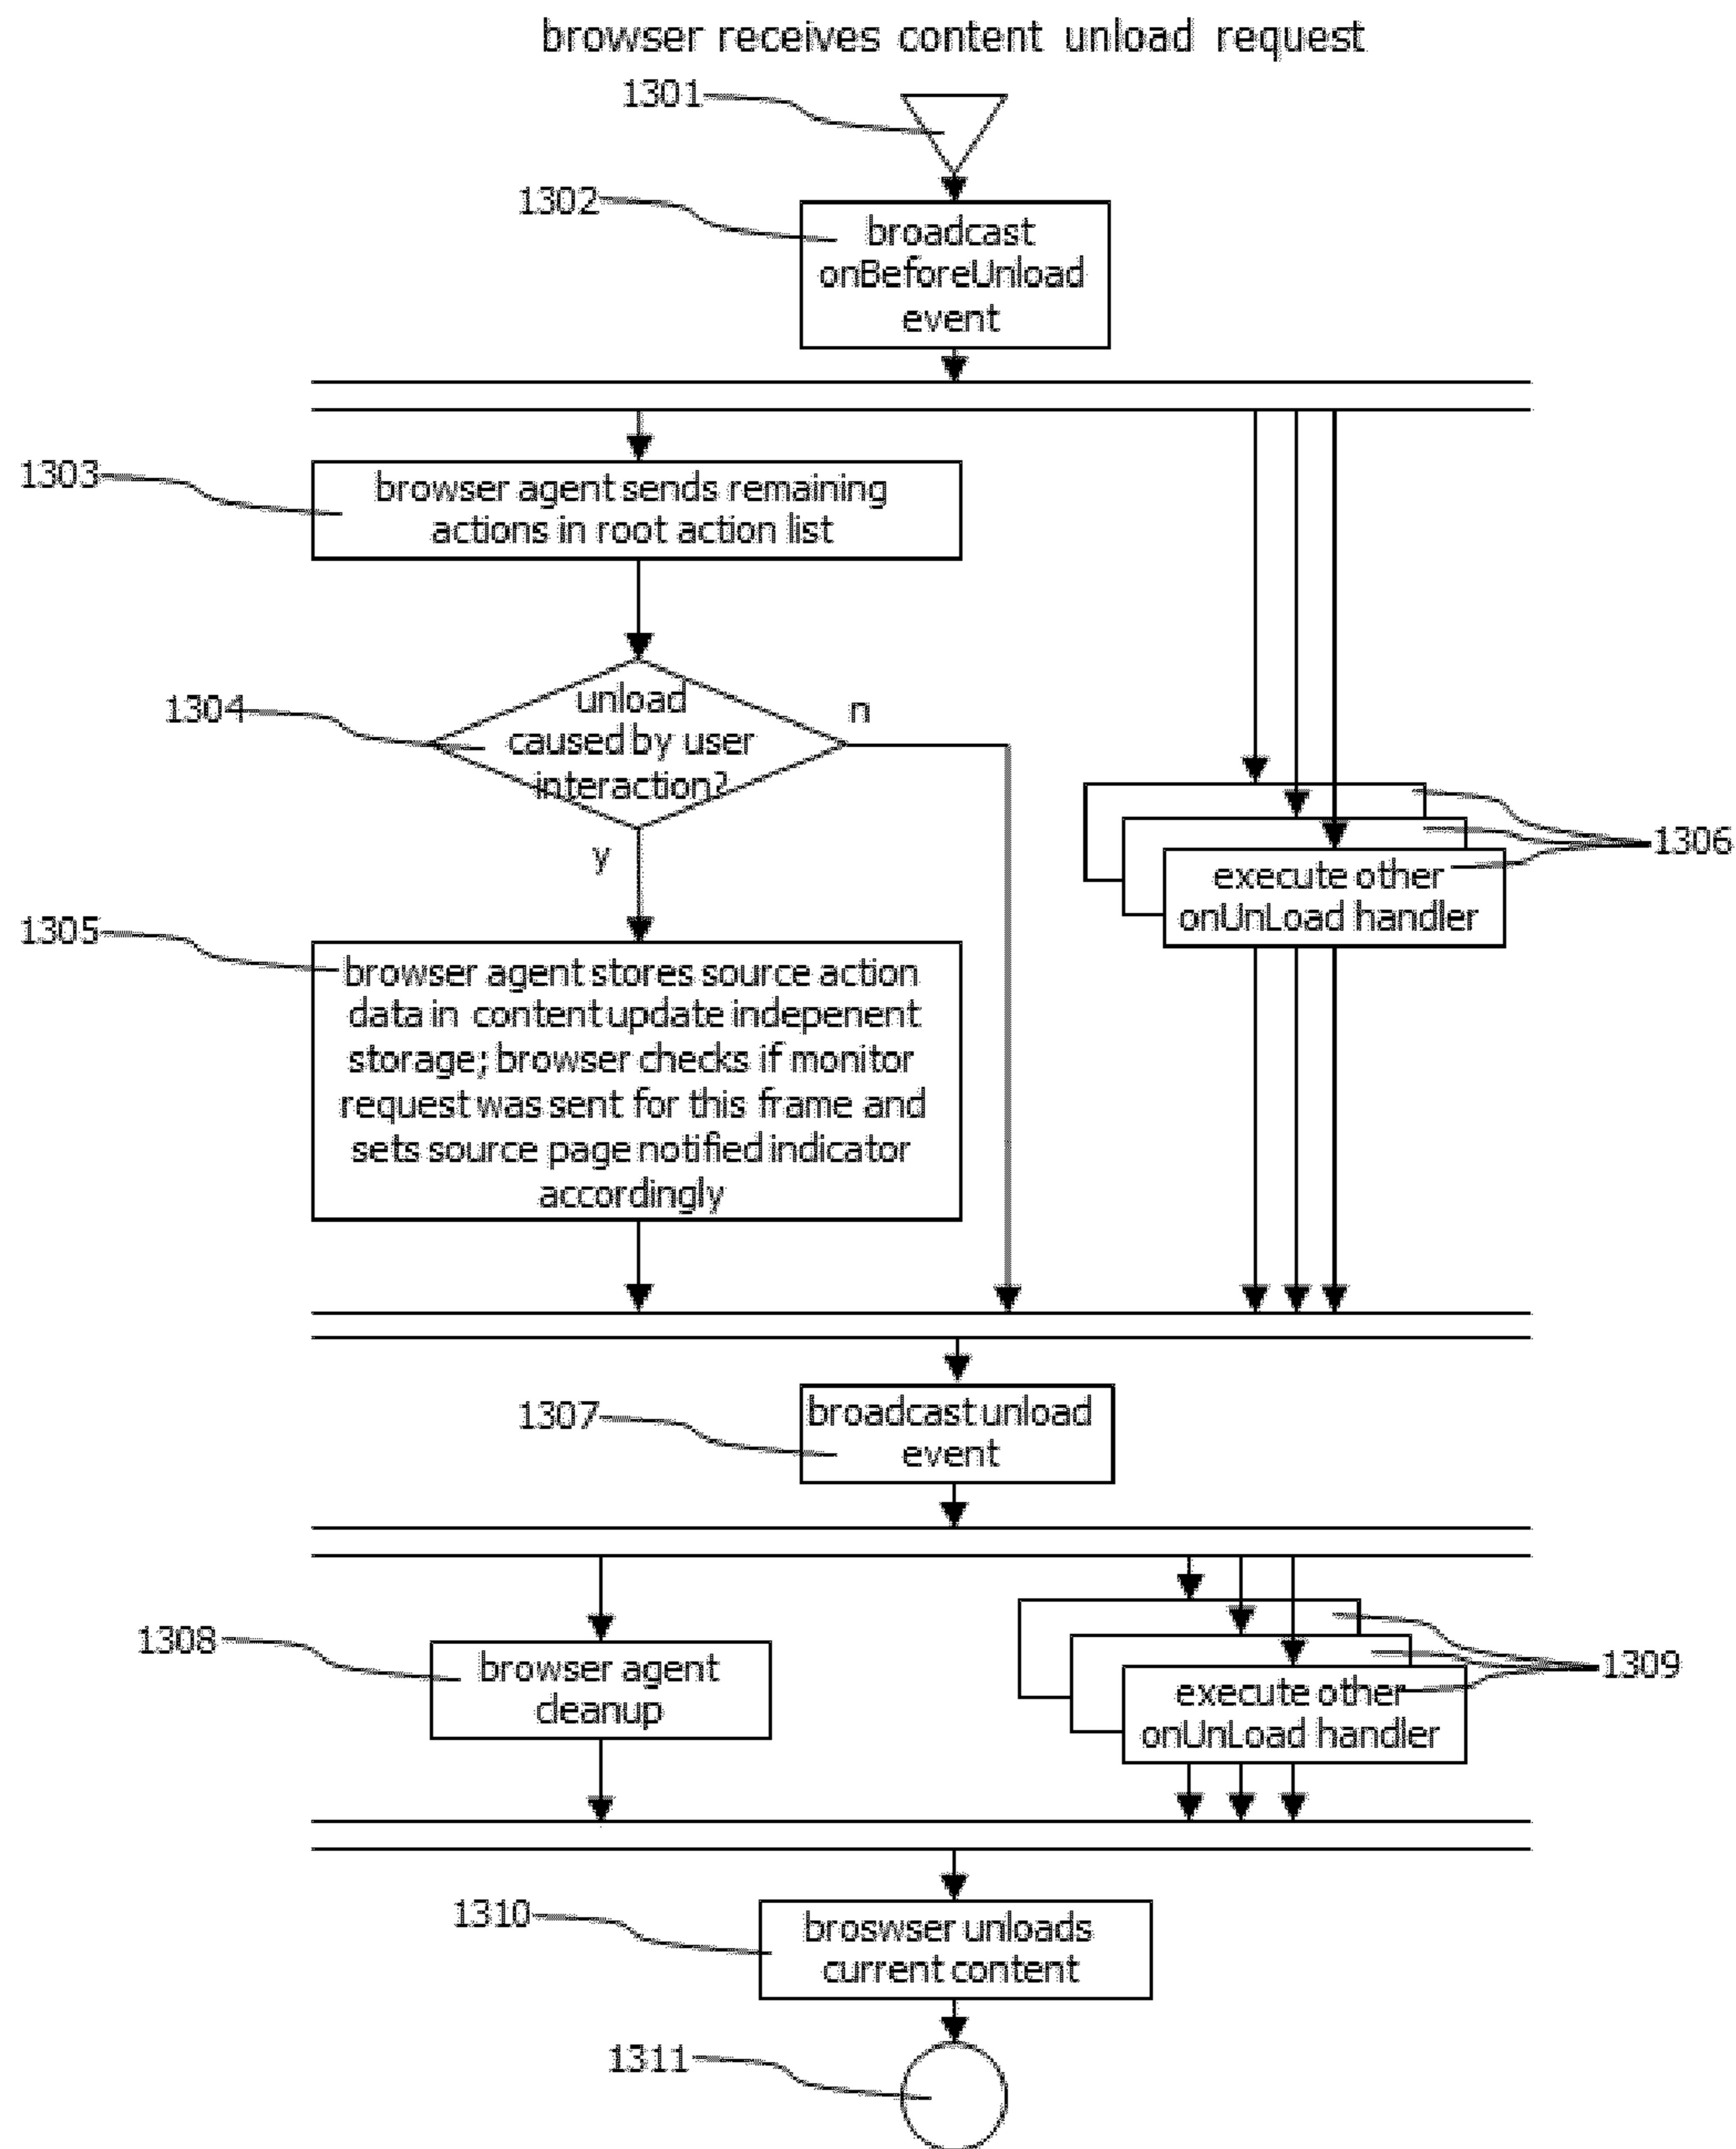 browser receives content unload request
1301
1302
broadcast
onBeforeUnload
event
1303
browser agent sends remaining
actions in root action list
1304
unload
caused by user
interaction?
n
y
1306
execute other
onUnLoad handler
1305
browser agent stores source action
data in content update indepenent
storage; browser checks if monitor
request was sent for this frame and
sets source page notified indicator
accordingly
1307
broadcast unload
event
1308
browser agent
cleanup
1309
execute other
onUnLoad handler
1310
broswser unloads
current content
1311